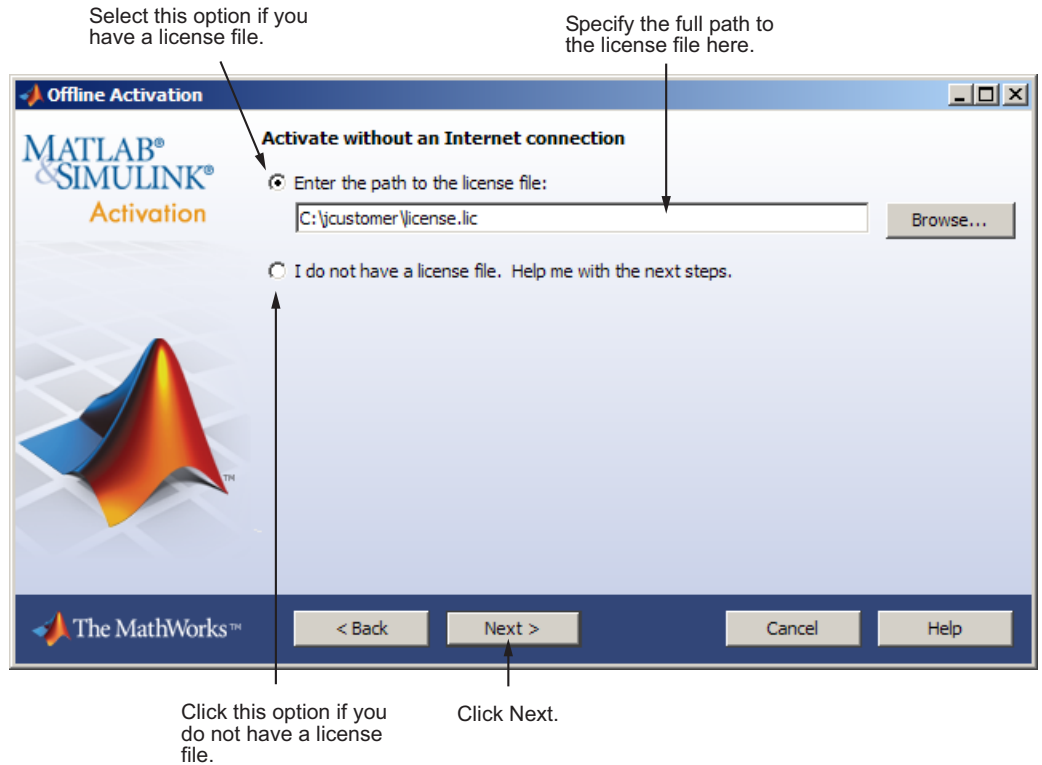 Select this option if you
have a license file.
Specify the full path to
the license file here.
Offline Activation
MATLAB®
&SIMULINK®
Activation
Activate without an Internet connection
Enter the path to the license file:
C:\jcustomer\license.lic
Browse...
I do not have a license file. Help me with the next steps.
TM
The MathWorks™
< Back
Next >
Cancel
Help
Click this option if you
do not have a license
file.
Click Next.